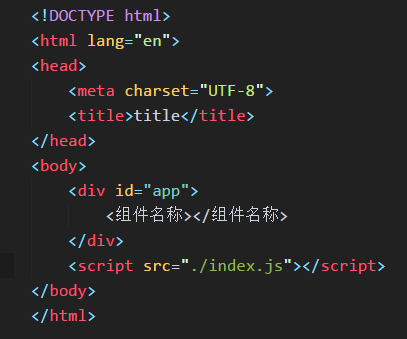 <!DOCTYPE html>
<html lang="en">
<head>
    <meta charset="UTF-8">
    <title>title</title>
</head>
<body>
    <div id="app">
        <组件名称></组件名称>
    </div>
    <script src="./index.js"></script>
</body>
</html>